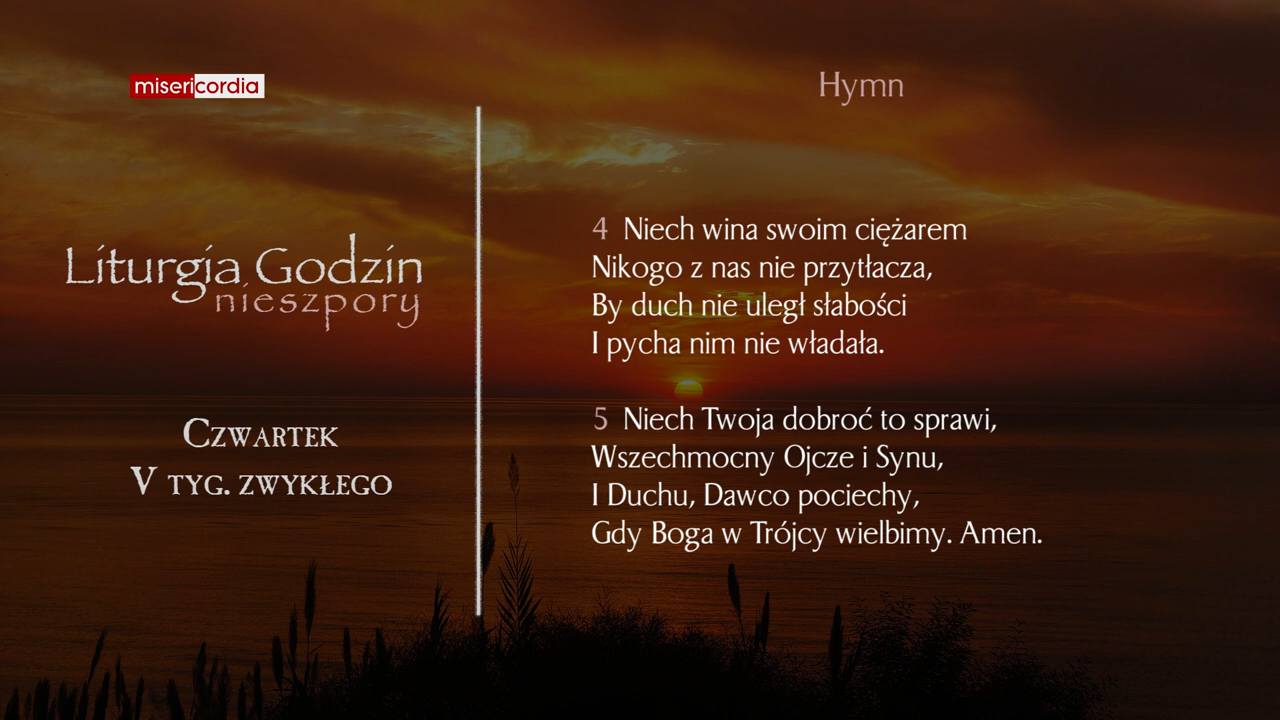 misericordia
Liturgia Godzin
nieszpory
Czwartek
V tyg. zwykłego
Hymn
4 Niech wina swoim ciężarem
Nikogo z nas nie przytłacza,
By duch nie uległ słabości
I pycha nim nie władała.
5 Niech Twoja dobroć to sprawi,
Wszechmocny Ojcze i Synu,
I Duchu, Dawco pociechy,
Gdy Boga w Trójcy wielbimy. Amen.